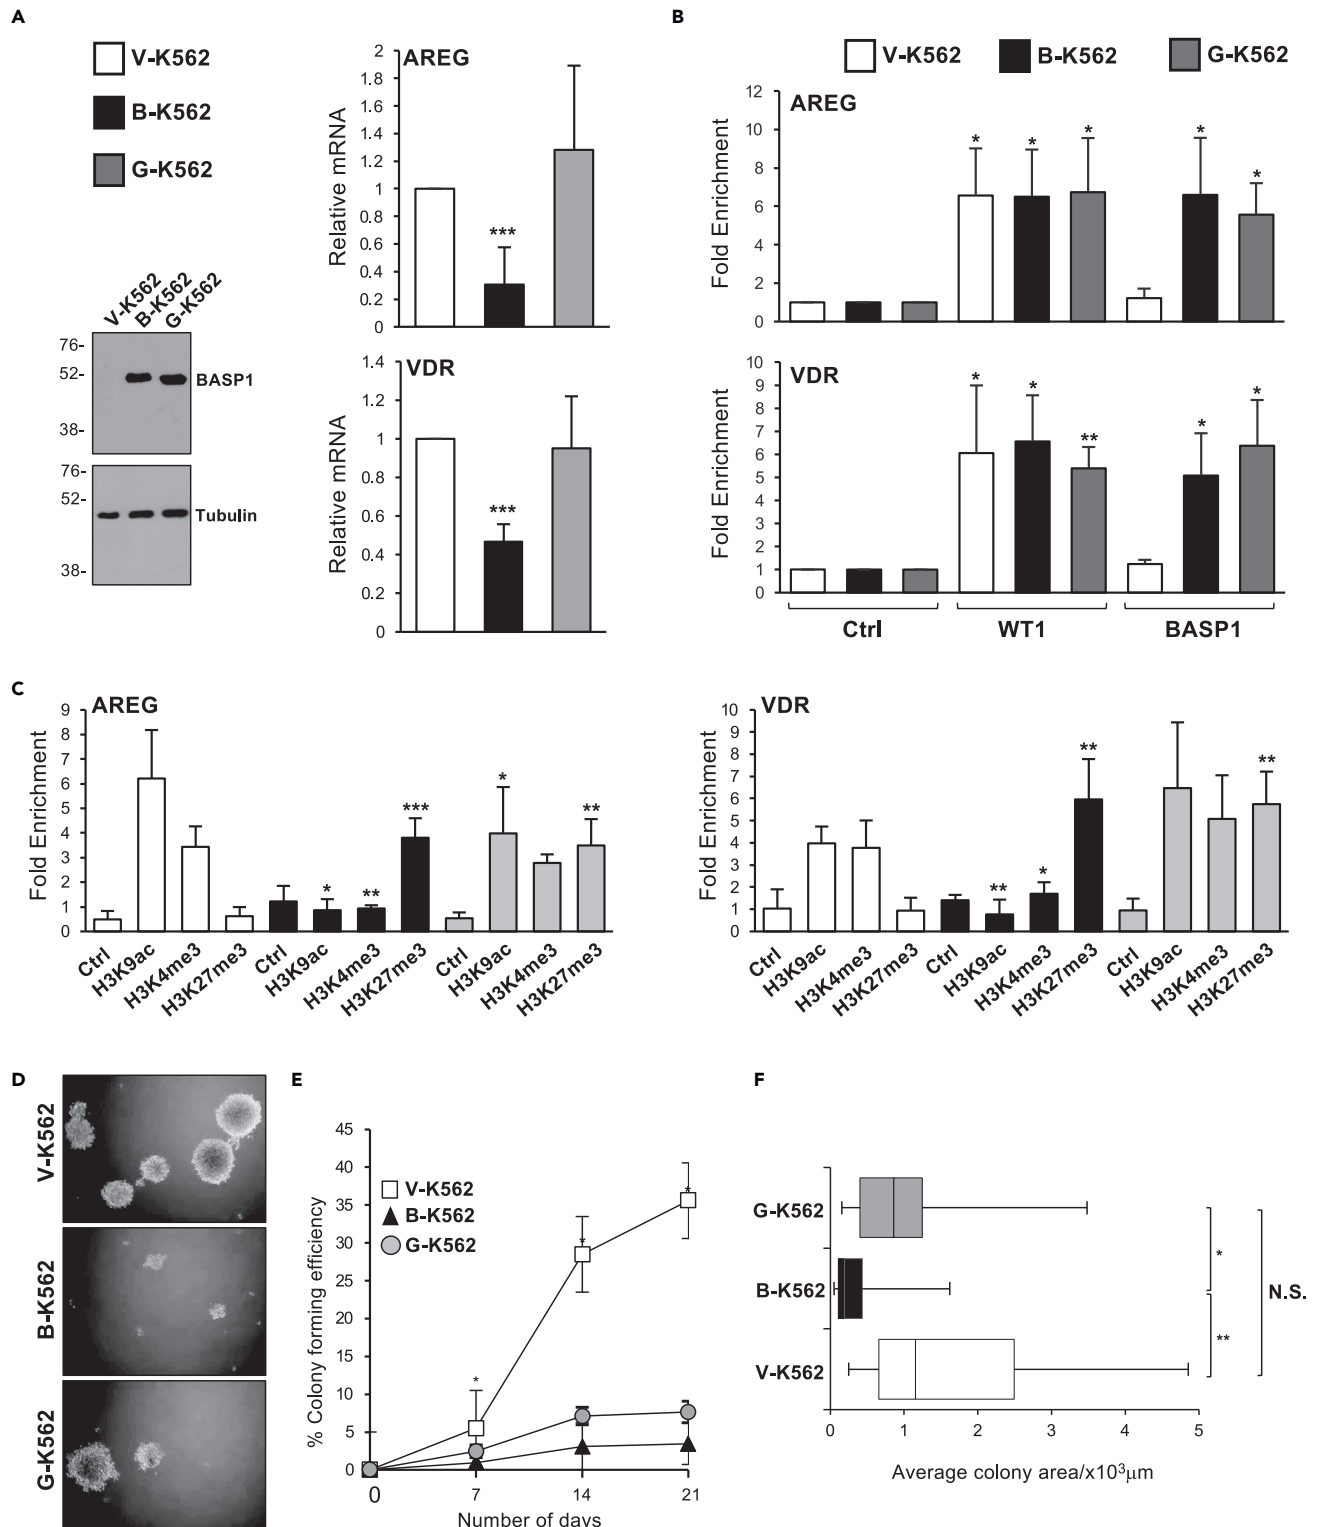 A
V-K562
B-K562
G-K562
V-K562
B-K562
G-K562
76-
52-
38-
BASP1
76-
52-
38-
Tubulin
AREG
Relative mRNA
2
1.8
1.6
1.4
1.2
1
0.8
0.6
0.4
0.2
0
***
VDR
Relative mRNA
1.4
1.2
1
0.8
0.6
0.4
0.2
0
***
B
V-K562 B-K562 G-K562
AREG
Fold Enrichment
12
10
8
6
4
2
0
* * * * *
VDR
Fold Enrichment
10
9
8
7
6
5
4
3
2
1
0
* * ** * *
Ctrl WT1 BASP1
C
AREG
Fold Enrichment
9
8
7
6
5
4
3
2
1
0
* ** *** * **
Ctrl H3K9ac H3K4me3 H3K27me3 Ctrl H3K9ac H3K4me3 H3K27me3 Ctrl H3K9ac H3K4me3 H3K27me3
VDR
Fold Enrichment
10
9
8
7
6
5
4
3
2
1
0
** * ** **
Ctrl H3K9ac H3K4me3 H3K27me3 Ctrl H3K9ac H3K4me3 H3K27me3 Ctrl H3K9ac H3K4me3 H3K27me3
D
V-K562
B-K562
G-K562
E
% Colony forming efficiency
45
40
35
30
25
20
15
10
5
0
V-K562
B-K562
G-K562
* * *
0 7 14 21
Number of days
F
G-K562
B-K562
V-K562
*
**
N.S.
0 1 2 3 4 5
Average colony area/x10³μm